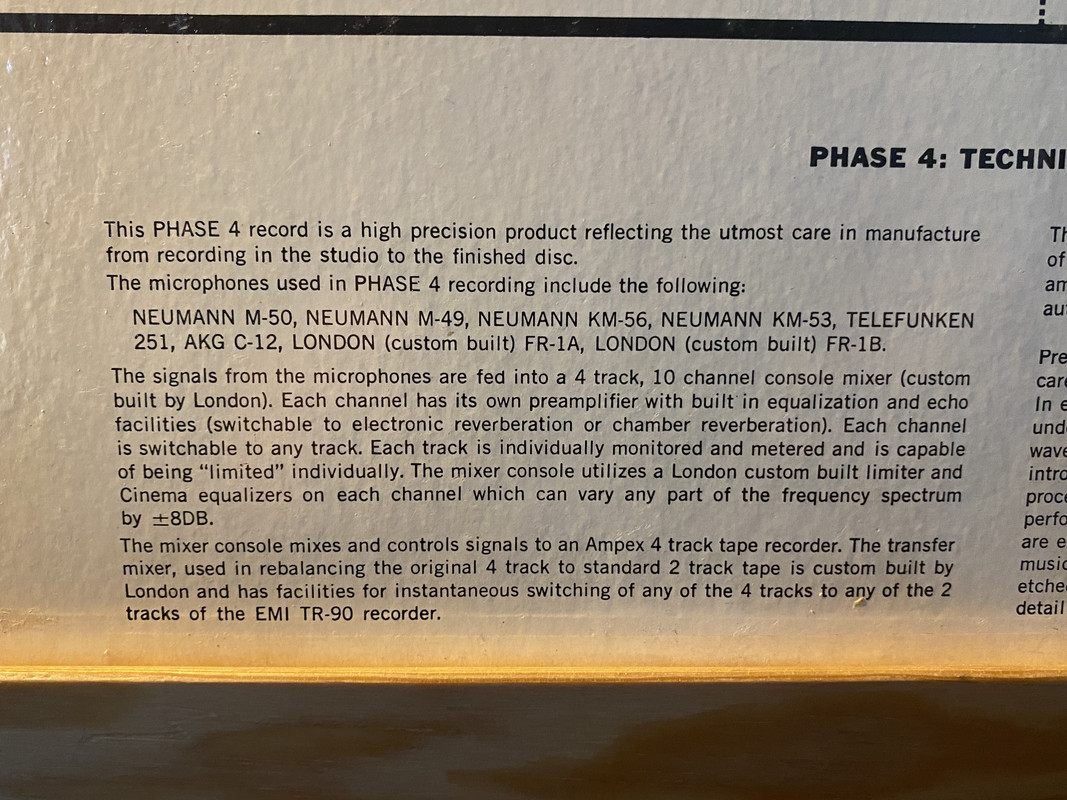 PHASE 4: TECHNI
This PHASE 4 record is a high precision product reflecting the utmost care in manufacture
from recording in the studio to the finished disc.
The microphones used in PHASE 4 recording include the following:
NEUMANN M-50, NEUMANN M-49, NEUMANN KM-56, NEUMANN KM-53, TELEFUNKEN
251, AKG C-12, LONDON (custom built) FR-1A, LONDON (custom built) FR-1B.
The signals from the microphones are fed into a 4 track, 10 channel console mixer (custom
built by London). Each channel has its own preamplifier with built in equalization and echo
facilities (switchable to electronic reverberation or chamber reverberation). Each channel
is switchable to any track. Each track is individually monitored and metered and is capable
of being “limited” individually. The mixer console utilizes a London custom built limiter and
Cinema equalizers on each channel which can vary any part of the frequency spectrum
by ±8DB.
The mixer console mixes and controls signals to an Ampex 4 track tape recorder. The transfer
mixer, used in rebalancing the original 4 track to standard 2 track tape is custom built by
London and has facilities for instantaneous switching of any of the 4 tracks to any of the 2
tracks of the EMI TR-90 recorder.
Th
of
am
aut
Pre
care
In e
unde
wave
intro
proce
perfo
are e
music
etche
detail